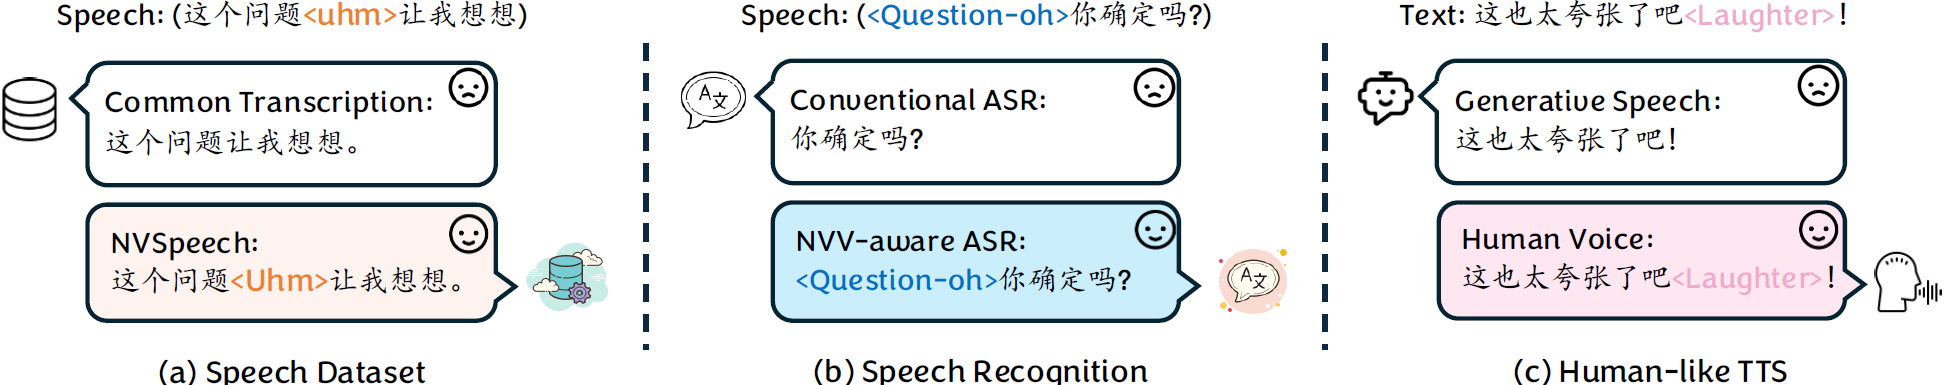 Speech: (这个问题<uhm>让我想想)
Common Transcription:
这个问题让我想想。
NVSpeech:
这个问题<Uhm>让我想想。
(a) Speech Dataset
Speech: (<Question-oh>你确定吗?)
A文
Conventional ASR:
你确定吗?
NVV-aware ASR:
<Question-oh>你确定吗?
A文
(b) Speech Recognition
Text: 这也太夸张了吧<Laughter>!
Generative Speech:
这也太夸张了吧!
Human Voice:
这也太夸张了吧<Laughter>!
(c) Human-like TTS